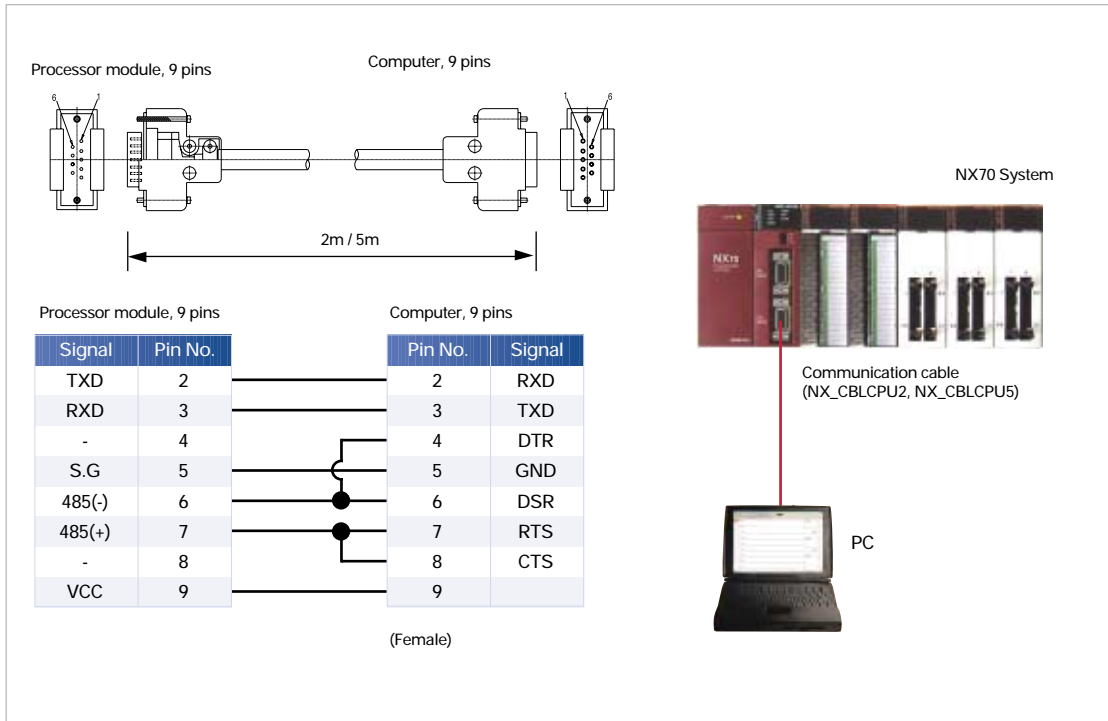 Processor module, 9 pins
Computer, 9 pins
6 1
1 6
2m / 5m
Processor module, 9 pins
Computer, 9 pins
Signal Pin No. Pin No. Signal
TXD 2 2 RXD
RXD 3 3 TXD
- 4 4 DTR
S.G 5 5 GND
485(-) 6 6 DSR
485(+) 7 7 RTS
- 8 8 CTS
VCC 9 9
(Female)
NX70 System
NX70
Communication cable
(NX_CBLCPU2, NX_CBLCPU5)
PC